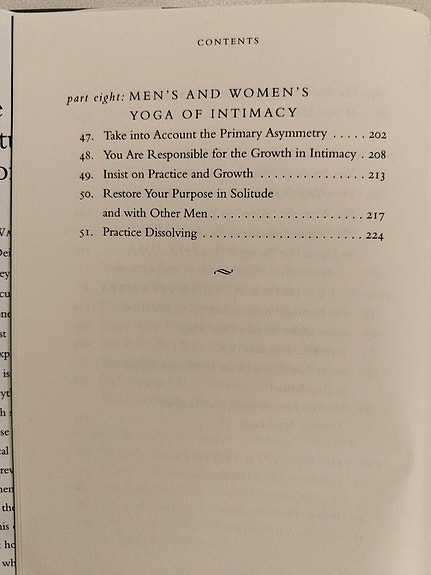 CONTENTS
part eight: MEN'S AND WOMEN'S
YOGA OF INTIMACY
47. Take into Account the Primary Asymmetry ..... 202
48. You Are Responsible for the Growth in Intimacy . 208
49. Insist on Practice and Growth ............... 213
50. Restore Your Purpose in Solitude
and with Other Men ...................... 217
51. Practice Dissolving ....................... 224